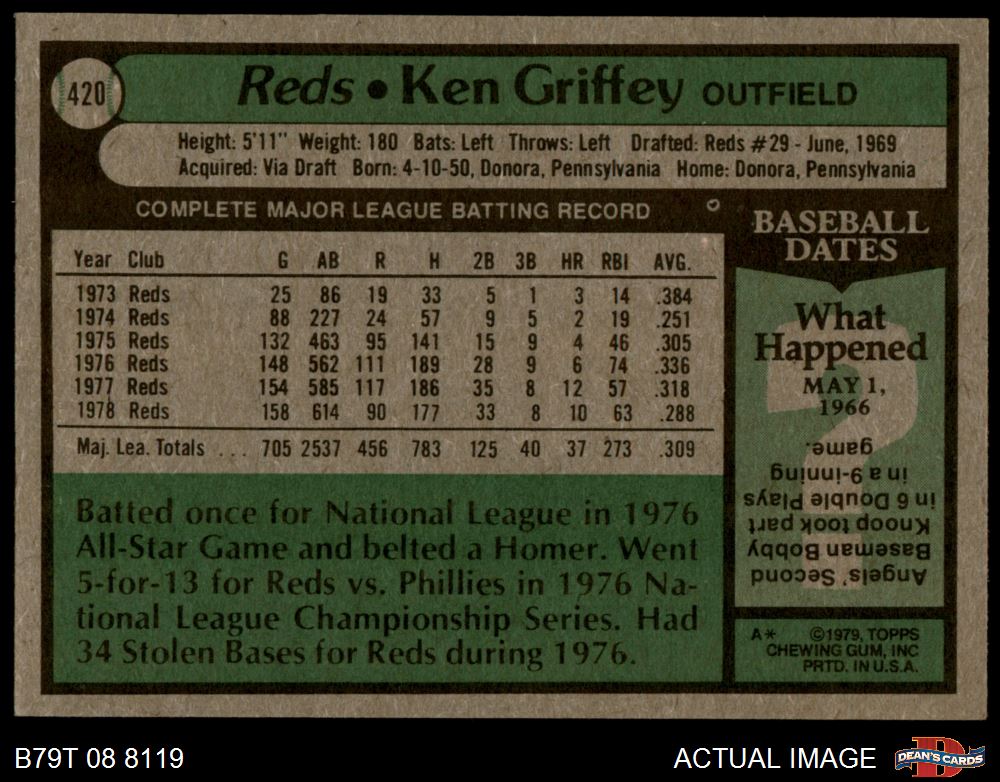 420
Reds • Ken Griffey OUTFIELD
Height: 5'11" Weight: 180 Bats: Left Throws: Left Drafted: Reds #29 - June, 1969
Acquired: Via Draft Born: 4-10-50, Donora, Pennsylvania Home: Donora, Pennsylvania
COMPLETE MAJOR LEAGUE BATTING RECORD
Year Club G AB R H 2B 3B HR RBI AVG.
1973 Reds 25 86 19 33 5 1 3 14 .384
1974 Reds 88 227 24 57 9 5 2 19 .251
1975 Reds 132 463 95 141 15 9 4 46 .305
1976 Reds 148 562 111 189 28 9 6 74 .336
1977 Reds 154 585 117 186 35 8 12 57 .318
1978 Reds 158 614 90 177 33 8 10 63 .288
Maj. Lea. Totals ... 705 2537 456 783 125 40 37 273 .309
Batted once for National League in 1976
All-Star Game and belted a Homer. Went
5-for-13 for Reds vs. Phillies in 1976 Na-
tional League Championship Series. Had
34 Stolen Bases for Reds during 1976.
BASEBALL
DATES
What
Happened
MAY 1,
1966
Angels' Second
Baseman Bobby
Knoop took part
in 6 Double Plays
in a 9-inning
game.
A* ©1979, TOPPS
CHEWING GUM, INC
PRTD. IN U.S.A.
B79T 08 8119
ACTUAL IMAGE
D
DEAN'S CARDS